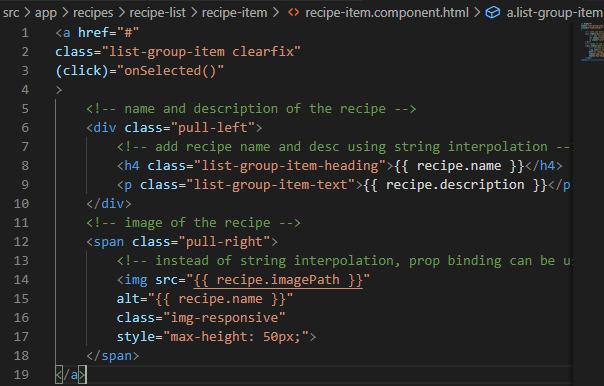 src > app > recipes > recipe-list > recipe-item > <> recipe-item.component.html > a.list-group-item
1 <a href="#"
2 class="list-group-item clearfix"
3 (click)="onSelected()"
4 >
5 <!-- name and description of the recipe -->
6 <div class="pull-left">
7 <!-- add recipe name and desc using string interpolation --
8 <h4 class="list-group-item-heading">{{ recipe.name }}</h4>
9 <p class="list-group-item-text">{{ recipe.description }}</p
10 </div>
11 <!-- image of the recipe -->
12 <span class="pull-right">
13 <!-- instead of string interpolation, prop binding can be u
14 <img src="{{ recipe.imagePath }}"
15 alt="{{ recipe.name }}"
16 class="img-responsive"
17 style="max-height: 50px;">
18 </span>
19 </a>